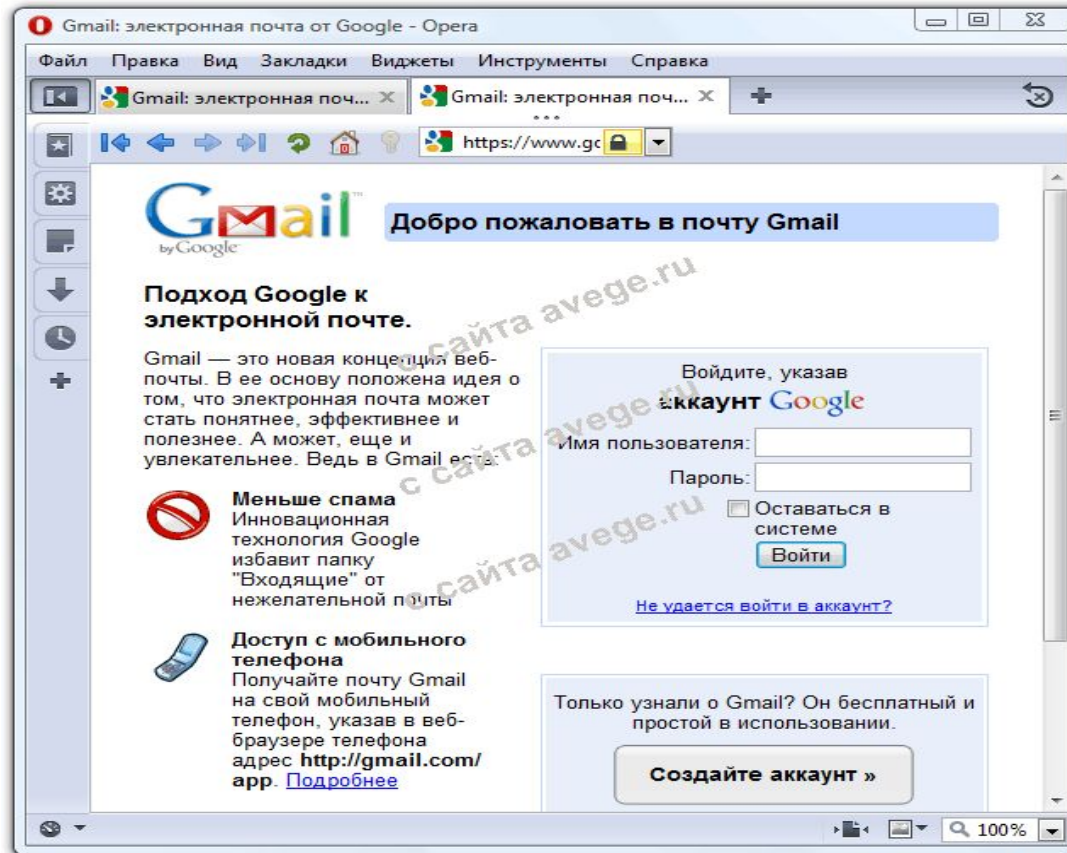 Gmail: электронная почта от Google - Opera
Файл Правка Вид Закладки Виджеты Инструменты Справка
Gmail: электронная поч... Gmail: электронная поч...
https://www.gc
Gmail™
by Google
Добро пожаловать в почту Gmail
Подход Google к
электронной почте.
Gmail — это новая концепция веб-
почты. В ее основу положена идея о
том, что электронная почта может
стать понятнее, эффективнее и
полезнее. А может, еще и
увлекательнее. Ведь в Gmail есть:
Меньше спама
Инновационная
технология Google
избавит папку
"Входящие" от
нежелательной почты
Доступ с мобильного
телефона
Получайте почту Gmail
на свой мобильный
телефон, указав в веб-
браузере телефона
адрес http://gmail.com/
app. Подробнее
Войдите, указав
аккаунт Google
Имя пользователя:
Пароль:
Оставаться в
системе
Войти
Не удается войти в аккаунт?
Только узнали о Gmail? Он бесплатный и
простой в использовании.
Создайте аккаунт »
с сайта avege.ru
с сайта avege.ru
с сайта avege.ru
100%